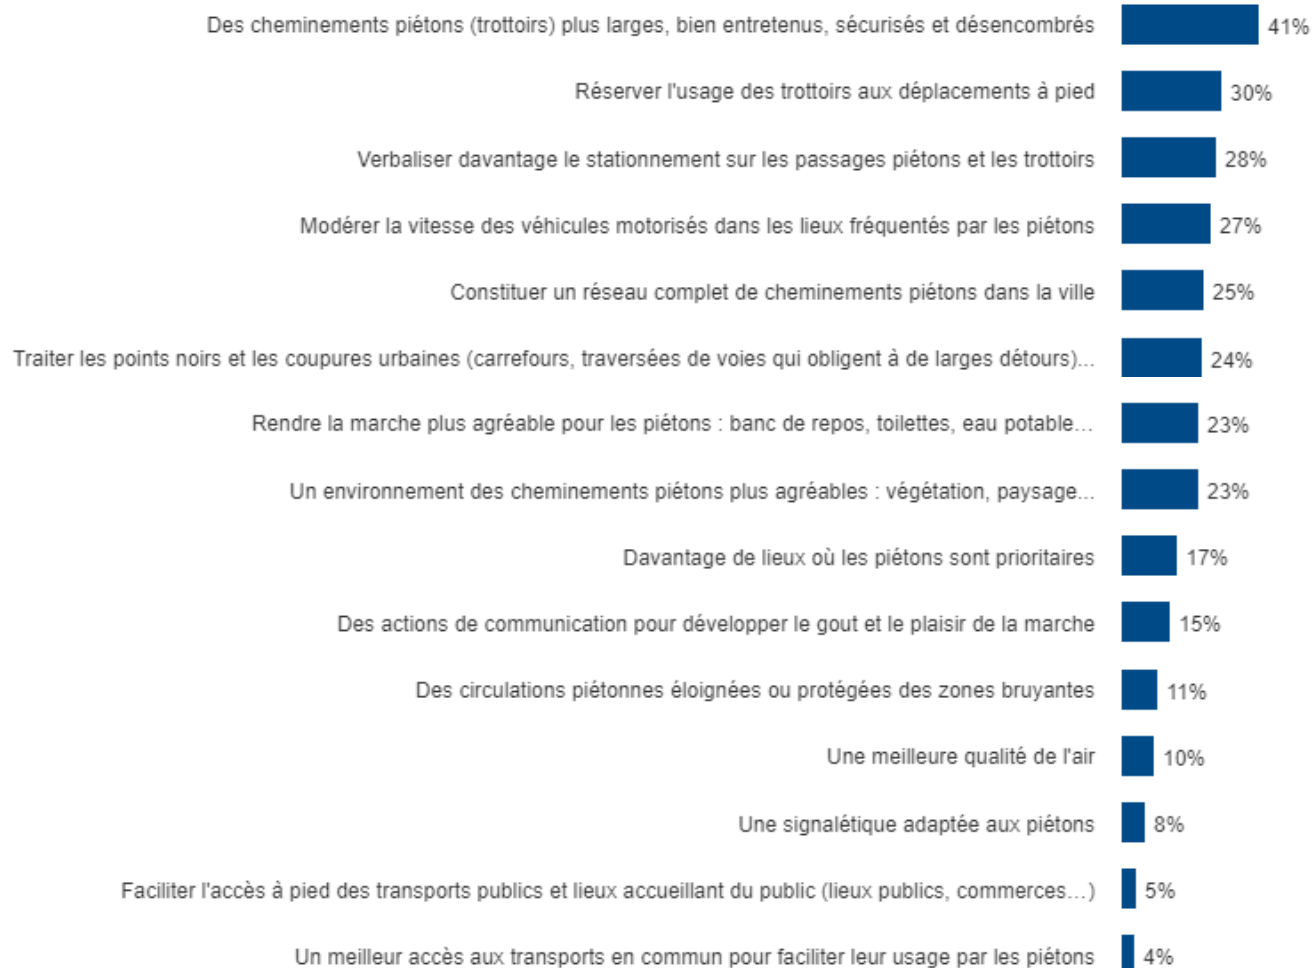 Des cheminements piétons (trottoirs) plus larges, bien entretenus, sécurisés et désencombrés 41%
Réserver l'usage des trottoirs aux déplacements à pied 30%
Verbaliser davantage le stationnement sur les passages piétons et les trottoirs 28%
Modérer la vitesse des véhicules motorisés dans les lieux fréquentés par les piétons 27%
Constituer un réseau complet de cheminements piétons dans la ville 25%
Traiter les points noirs et les coupures urbaines (carrefours, traversées de voies qui obligent à de larges détours)... 24%
Rendre la marche plus agréable pour les piétons : banc de repos, toilettes, eau potable... 23%
Un environnement des cheminements piétons plus agréables : végétation, paysage... 23%
Davantage de lieux où les piétons sont prioritaires 17%
Des actions de communication pour développer le gout et le plaisir de la marche 15%
Des circulations piétonnes éloignées ou protégées des zones bruyantes 11%
Une meilleure qualité de l'air 10%
Une signalétique adaptée aux piétons 8%
Faciliter l'accès à pied des transports publics et lieux accueillant du public (lieux publics, commerces...) 5%
Un meilleur accès aux transports en commun pour faciliter leur usage par les piétons 4%